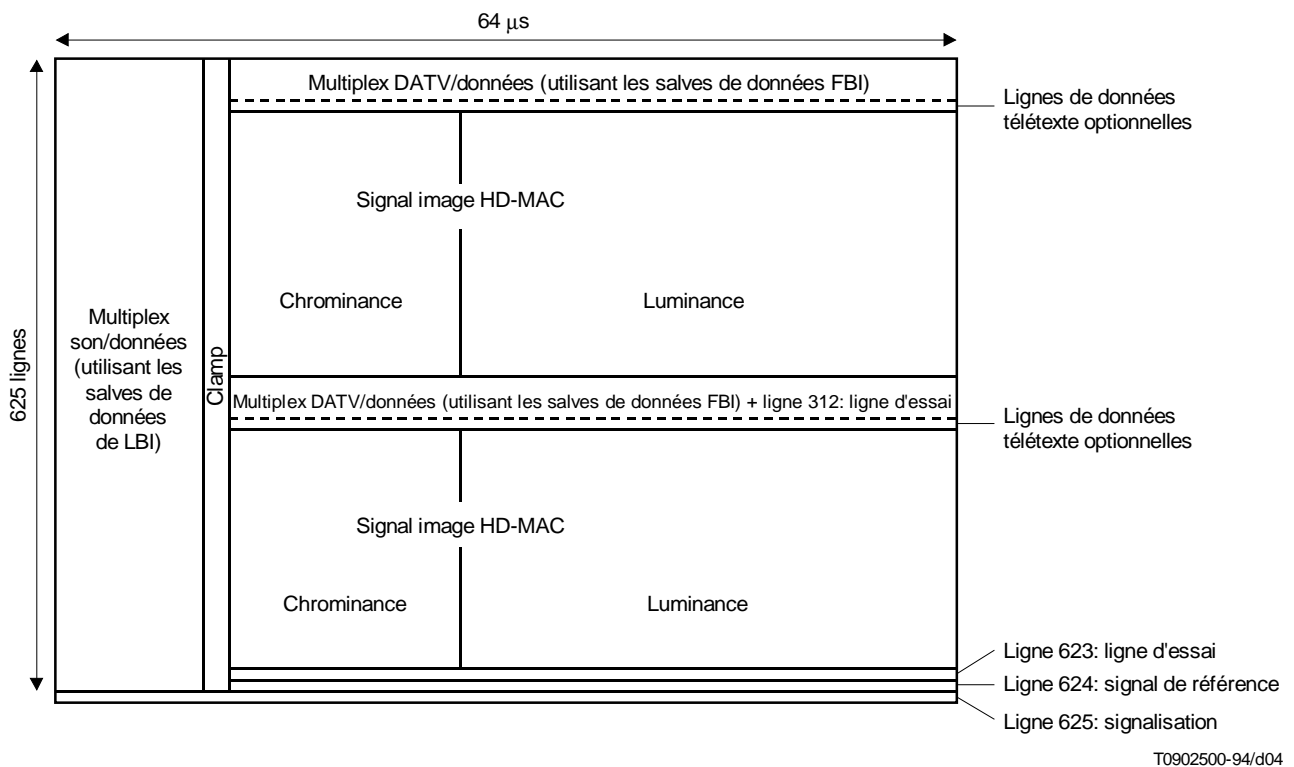 64 μs
Multiplex DATV/données (utilisant les salves de données FBI)
Lignes de données
télétexte optionnelles
Signal image HD-MAC
Chrominance
Luminance
625 lignes
Multiplex
son/données
(utilisant les
salves de
données
de LBI)
Clamp
Multiplex DATV/données (utilisant les salves de données FBI) + ligne 312: ligne d'essai
Lignes de données
télétexte optionnelles
Signal image HD-MAC
Chrominance
Luminance
Ligne 623: ligne d'essai
Ligne 624: signal de référence
Ligne 625: signalisation
T0902500-94/d04